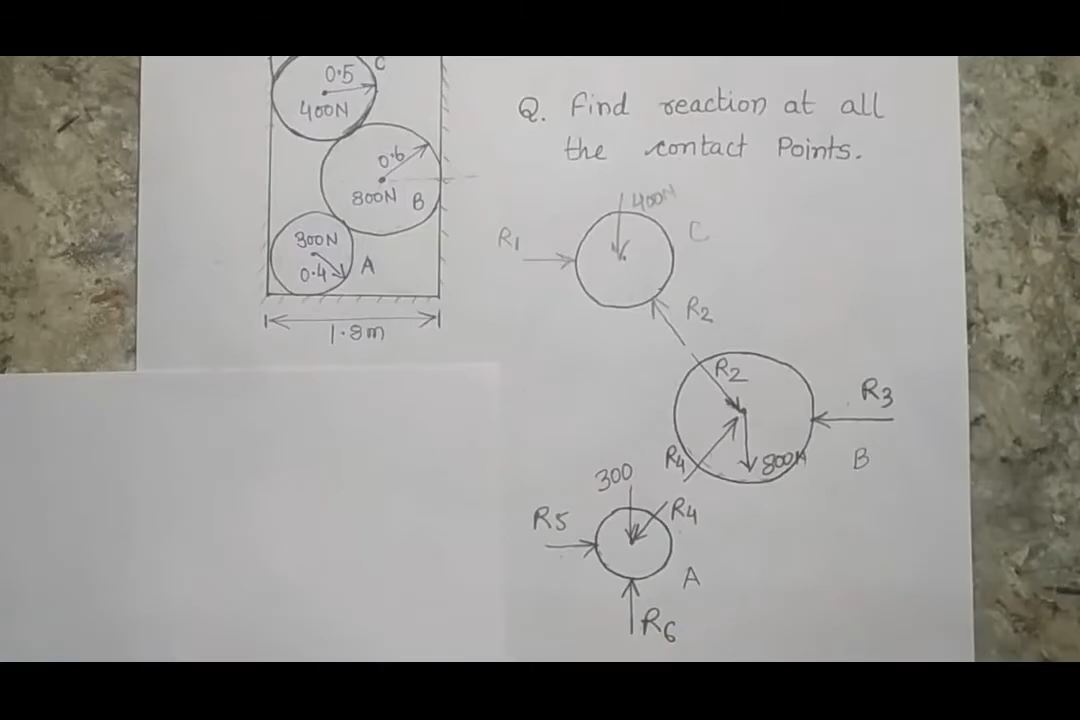 0.5
C
400N
0.6
800N B
300N
0.4
A
1.8m
Q. Find reaction at all
the contact Points.
400N
C
R1
R2
R2
R3
R4
800N
B
300
R5
R4
A
R6